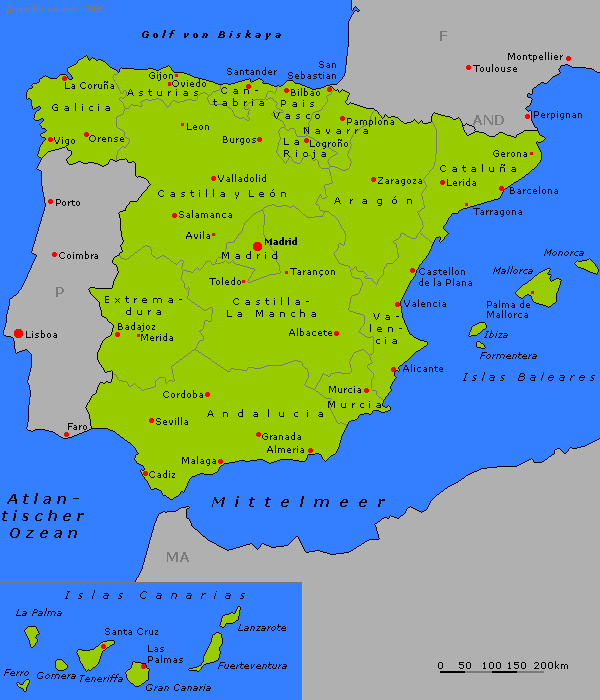 Golf von Biskaya
F
Montpellier
Toulouse
San
Sebastian
Santander
Gijon
Oviedo
La Coruña
Asturias
Can-
tabria
Bilbao
Pais
Vasco
Galicia
AND
Perpignan
Pamplona
Navarra
Leon
Burgos
La
Rioja
Logroño
Vigo
Orense
Gerona
Cataluña
Valladolid
Zaragoza
Lerida
Barcelona
Castilla y León
Aragón
Porto
Salamanca
Tarragona
Avila
Madrid
Madrid
Coimbra
Menorca
Mallorca
Tarançon
Castellon
de la Plana
Toledo
P
Extrema-
dura
Castilla-
La Mancha
Va-
len-
cia
Valencia
Palma de
Mallorca
Lisboa
Badajoz
Merida
Albacete
Ibiza
Formentera
Alicante
Islas Baleares
Cordoba
Murcia
Murcia
Andalucia
Sevilla
Faro
Granada
Almeria
Malaga
Cadiz
Atlan-
tischer
Ozean
Mittelmeer
MA
Islas Canarias
La Palma
Santa Cruz
Lanzarote
Las
Palmas
Ferro
Gomera
Teneriffa
Gran Canaria
Fuerteventura
0 50 100 150 200km